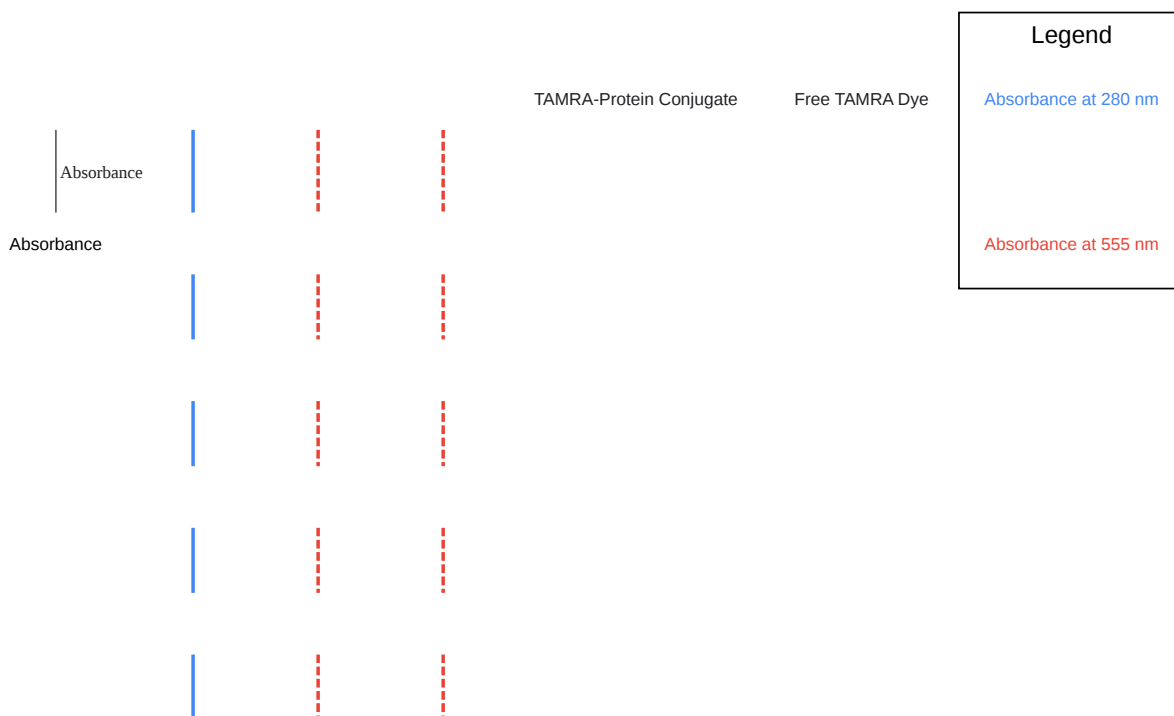 Legend
TAMRA-Protein Conjugate
Free TAMRA Dye
Absorbance at 280 nm
Absorbance
Absorbance
Absorbance at 555 nm